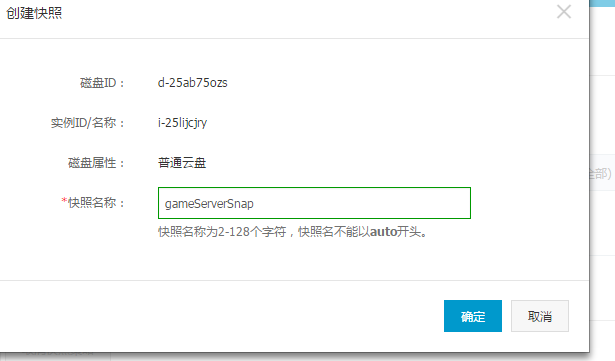 创建快照
磁盘ID： d-25ab75ozs
实例ID/名称： i-25lijcjry
磁盘属性： 普通云盘
*快照名称： gameServerSnap
快照名称为2-128个字符，快照名不能以auto开头。
全部)
确定 取消